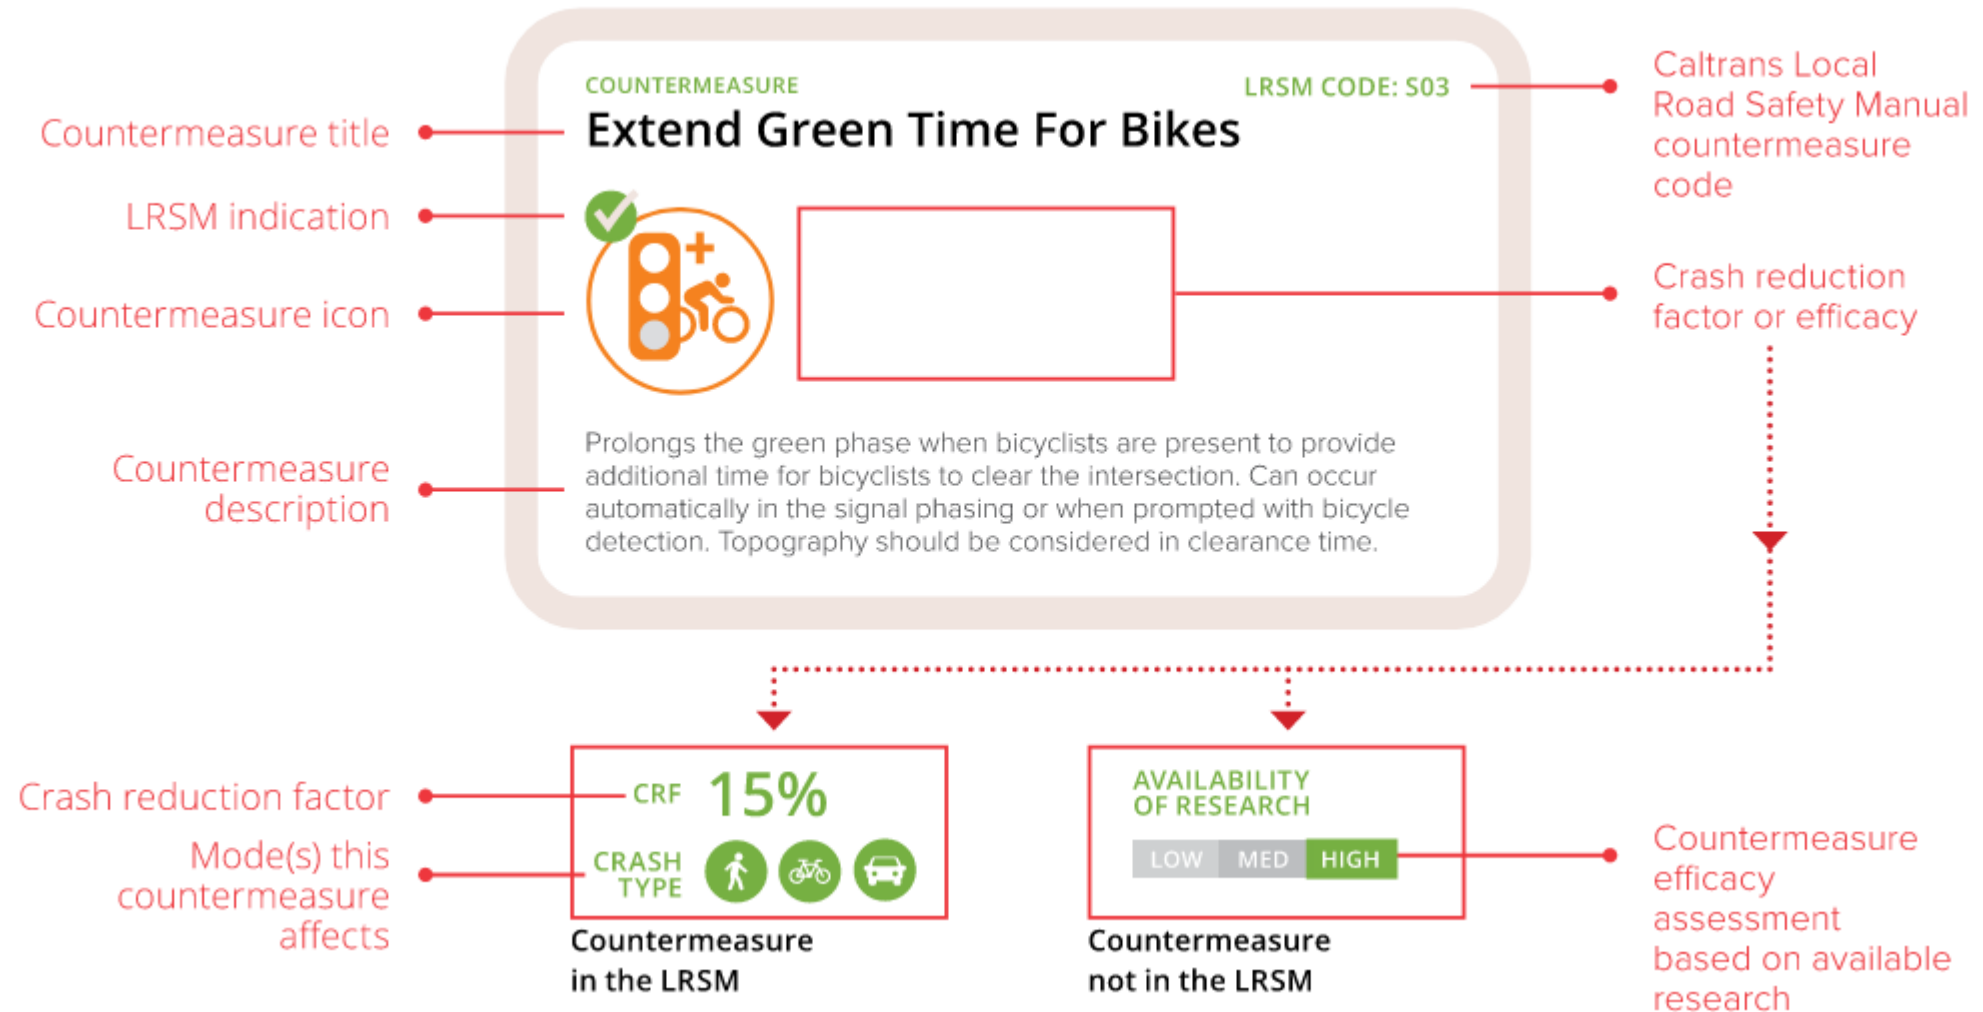 COUNTERMEASURE
LRSM CODE: S03
Extend Green Time For Bikes
Countermeasure title
LRSM indication
Countermeasure icon
Countermeasure
description
Caltrans Local
Road Safety Manual
countermeasure
code
Crash reduction
factor or efficacy
Prolongs the green phase when bicyclists are present to provide
additional time for bicyclists to clear the intersection. Can occur
automatically in the signal phasing or when prompted with bicycle
detection. Topography should be considered in clearance time.
Crash reduction factor
Mode(s) this
countermeasure
affects
CRF 15%
CRASH
TYPE
Countermeasure
in the LRSM
AVAILABILITY
OF RESEARCH
LOW MED HIGH
Countermeasure
not in the LRSM
Countermeasure
efficacy
assessment
based on available
research